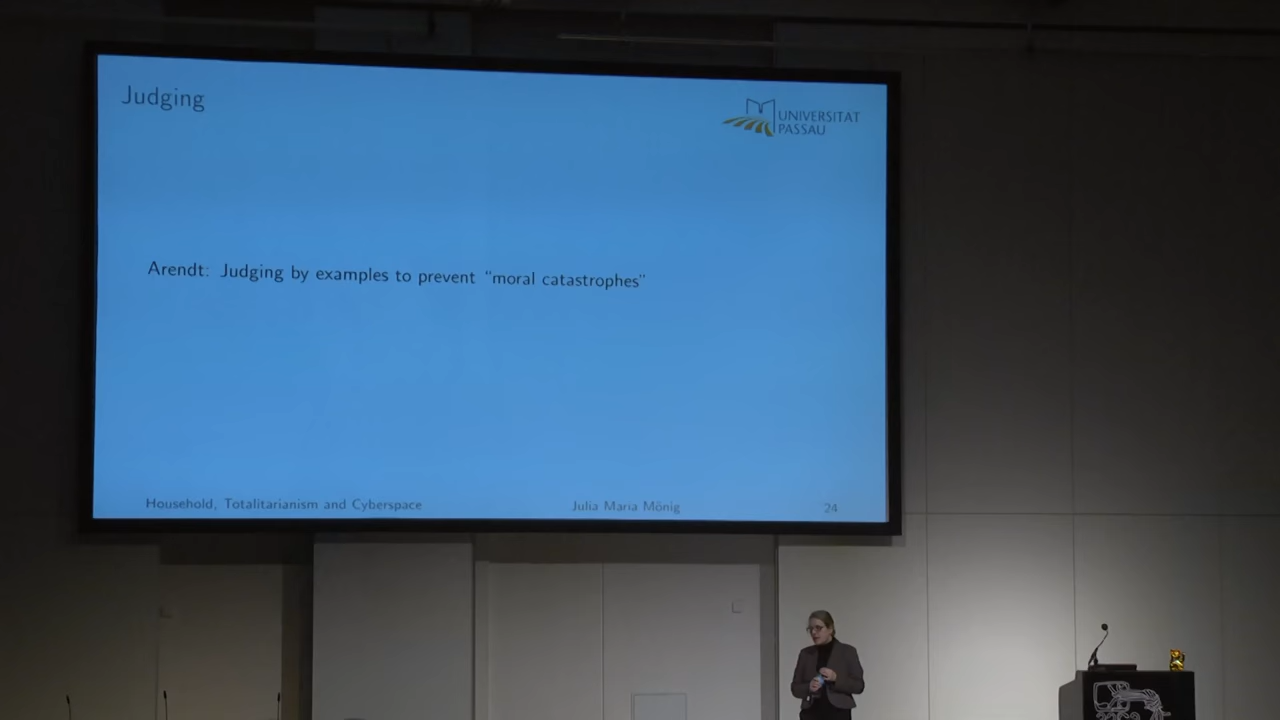 Judging
UNIVERSITÄT
PASSAU
Arendt: Judging by examples to prevent “moral catastrophes”
Household, Totalitarianism and Cyberspace
Julia Maria Mönig
24